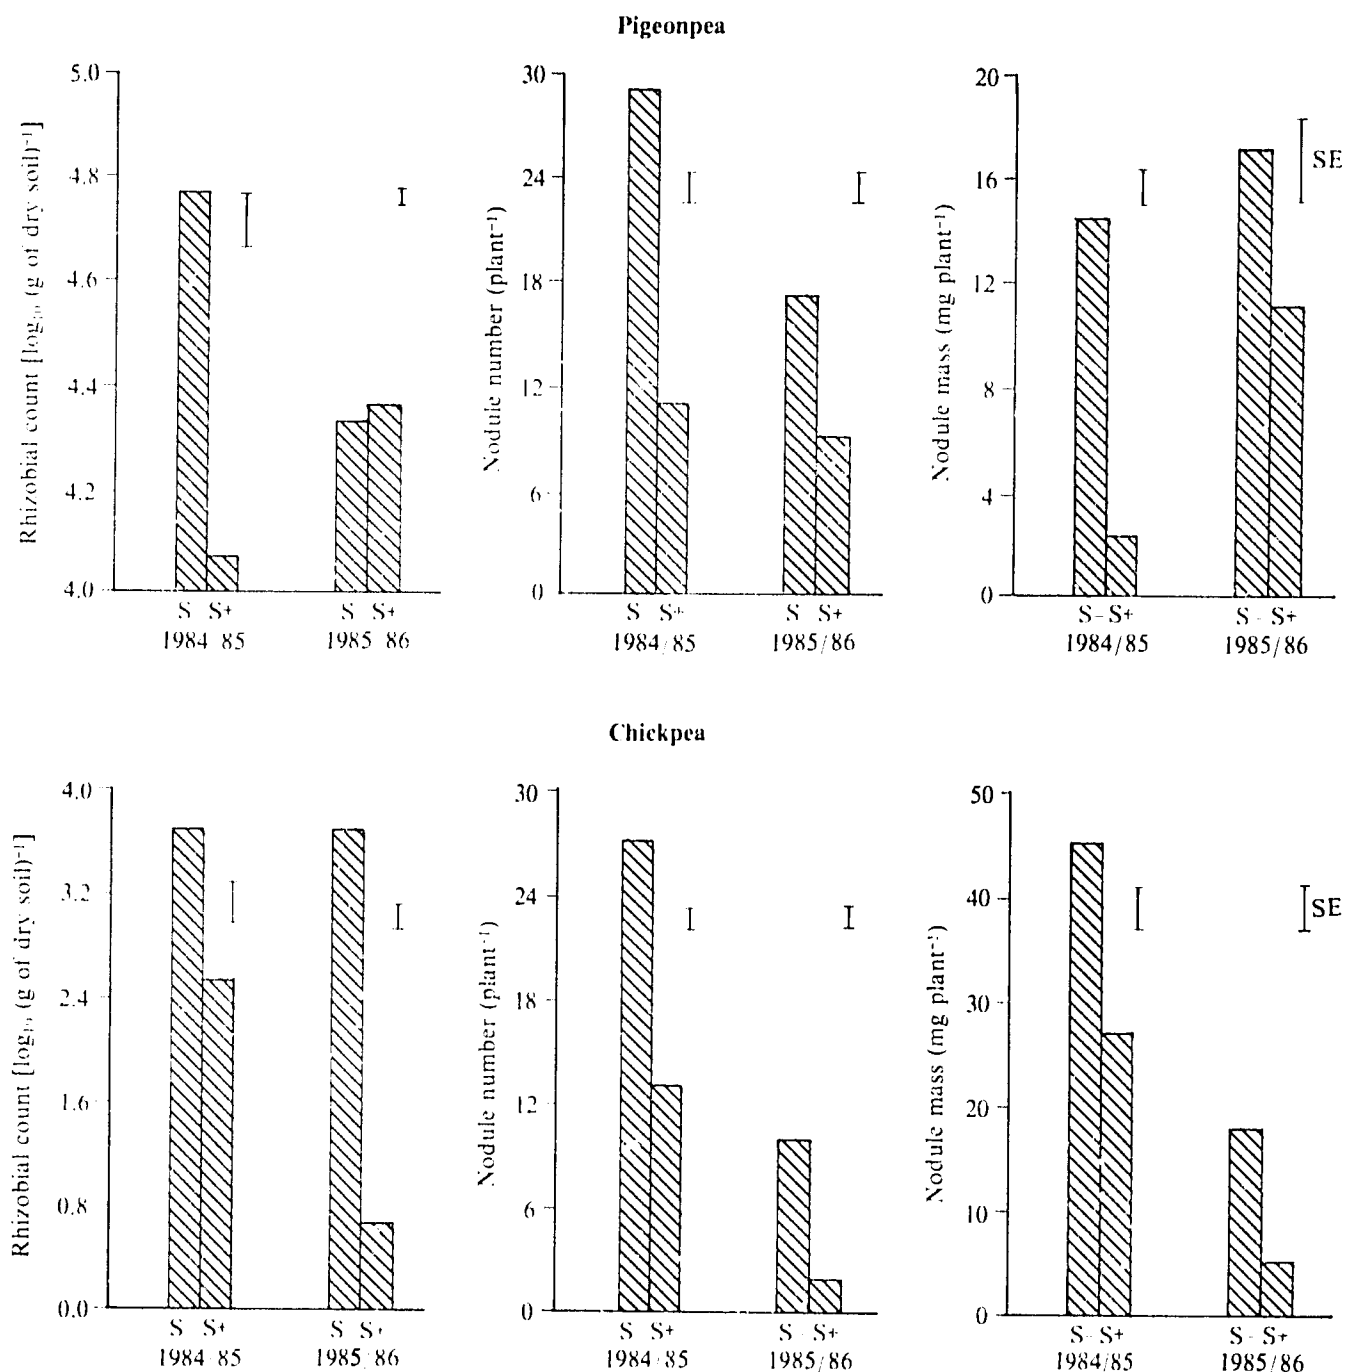 Pigeonpea
Rhizobial count [log₁₀ (g of dry soil)⁻¹]
5.0
4.8
4.6
4.4
4.2
4.0
S S+
1984 85
S S+
1985 86
Nodule number (plant⁻¹)
30
24
18
12
6
0
S S+
1984/85
S S+
1985/86
Nodule mass (mg plant⁻¹)
20
16
12
8
4
0
SE
S - S+
1984/85
S - S+
1985/86
Chickpea
Rhizobial count [log₁₀ (g of dry soil)⁻¹]
4.0
3.2
2.4
1.6
0.8
0.0
S S+
1984/85
S S+
1985/86
Nodule number (plant⁻¹)
30
24
18
12
6
0
S S+
1984/85
S - S+
1985/86
Nodule mass (mg plant⁻¹)
50
40
30
20
10
0
SE
S - S+
1984/85
S - S+
1985/86